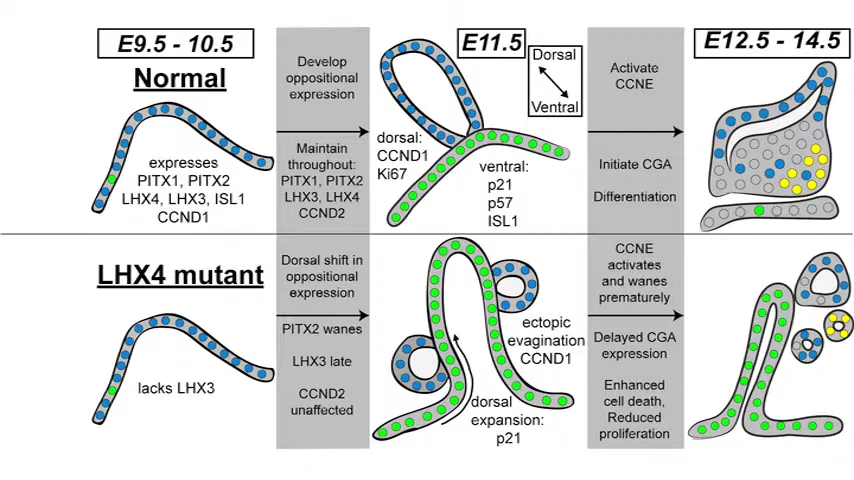 E9.5 - 10.5
Normal
expresses
PITX1, PITX2
LHX4, LHX3, ISL1
CCND1
Develop
oppositional
expression
Maintain
throughout:
PITX1, PITX2
LHX3, LHX4
CCND2
E11.5
Dorsal
Ventral
dorsal:
CCND1
Ki67
ventral:
p21
p57
ISL1
Activate
CCNE
Initiate CGA
Differentiation
E12.5 - 14.5
LHX4 mutant
lacks LHX3
Dorsal shift in
oppositional
expression
PITX2 wanes
LHX3 late
CCND2
unaffected
ectopic
evagination
CCND1
dorsal
expansion:
p21
CCNE
activates
and wanes
prematurely
Delayed CGA
expression
Enhanced
cell death,
Reduced
proliferation